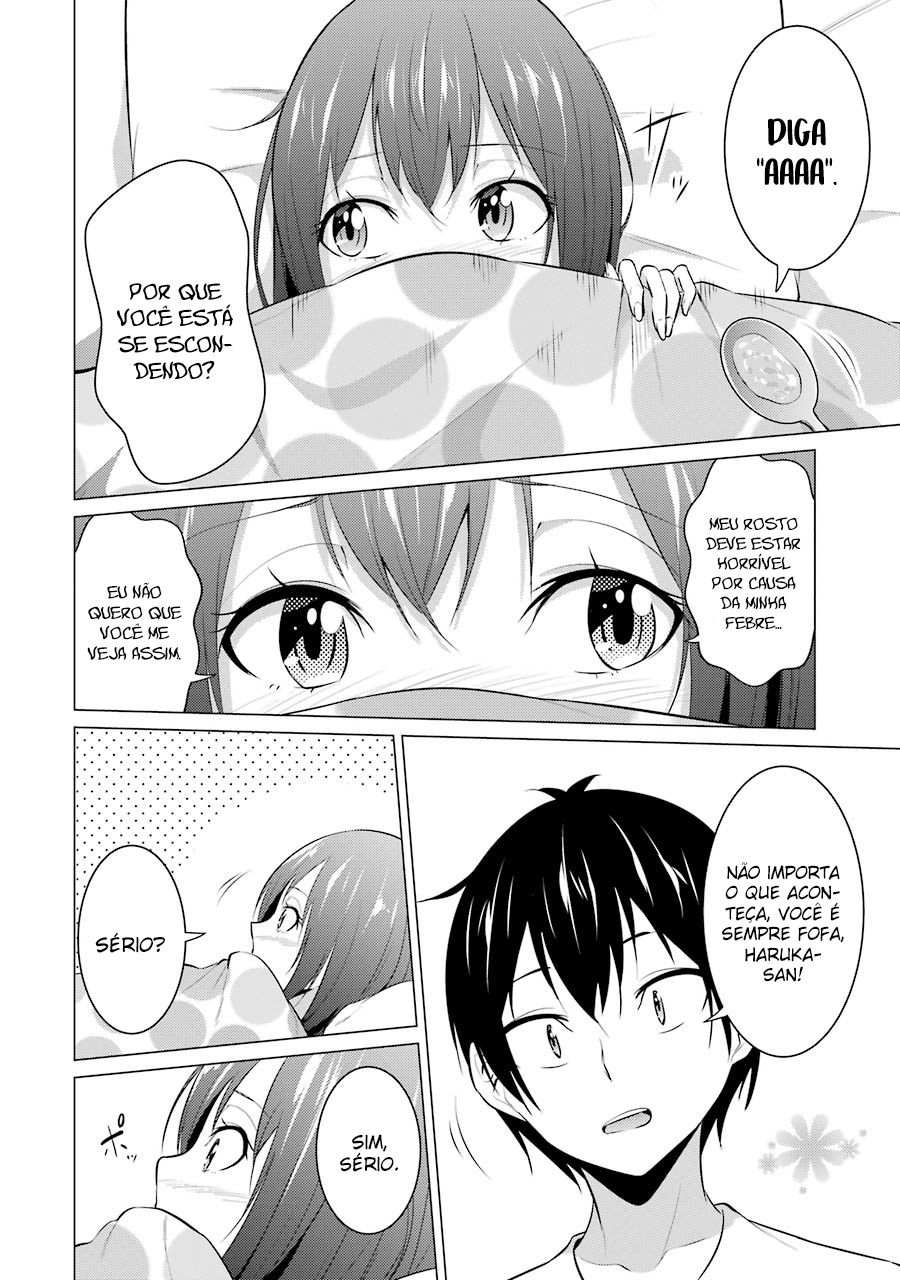 DIGA
"AAAA".
POR QUE
VOCÊ ESTÁ
SE ESCON-
DENDO?
MEU ROSTO
DEVE ESTAR
HORRÍVEL
POR CAUSA
DA MINHA
FEBRE...
EU NÃO
QUERO QUE
VOCÊ ME
VEJA ASSIM.
NÃO IMPORTA
O QUE ACON-
TEÇA, VOCÊ É
SEMPRE FOFA,
HARUKA-
SAN!
SÉRIO?
SIM,
SÉRIO.
ポ...